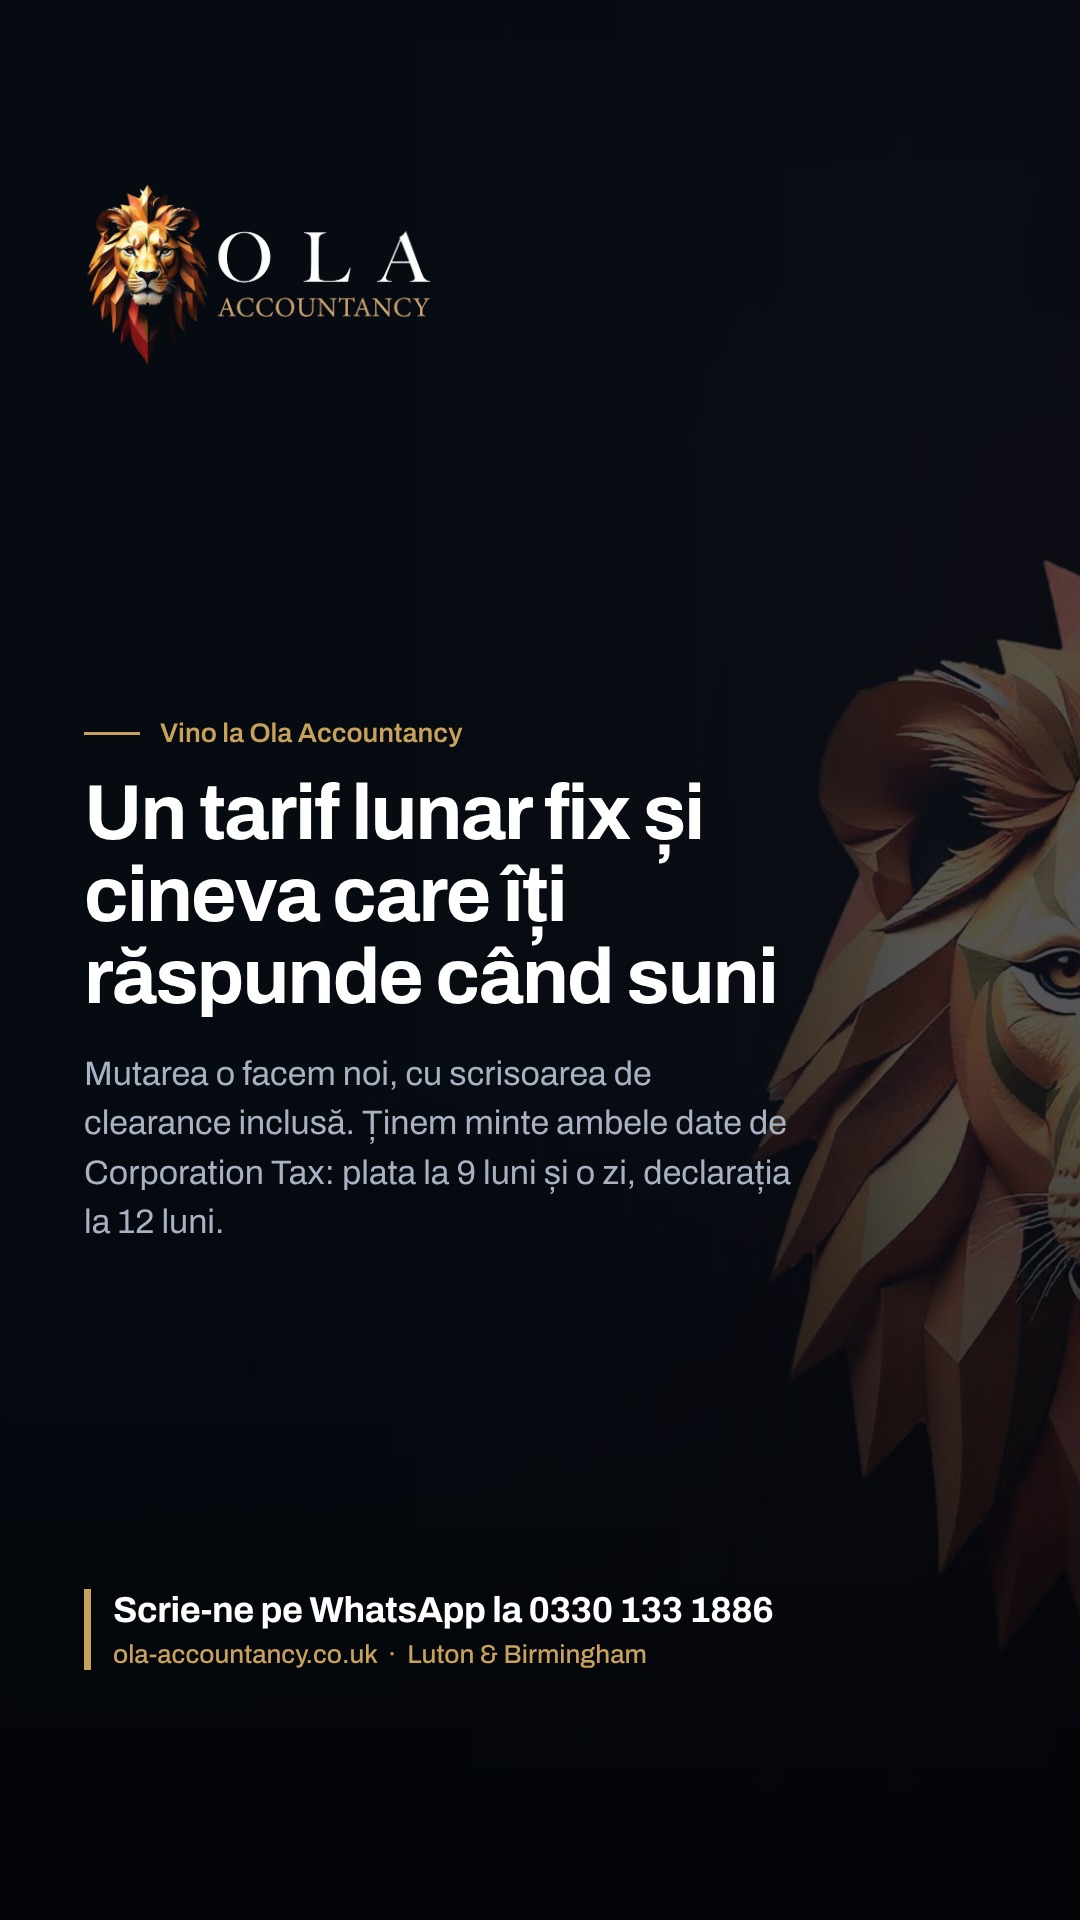 OLA
ACCOUNTANCY
Vino la Ola Accountancy
Un tarif lunar fix și
cineva care îți
răspunde când suni
Mutarea o facem noi, cu scrisoarea de
clearance inclusă. Ținem minte ambele date de
Corporation Tax: plata la 9 luni și o zi, declarația
la 12 luni.
Scrie-ne pe WhatsApp la 0330 133 1886
ola-accountancy.co.uk · Luton & Birmingham